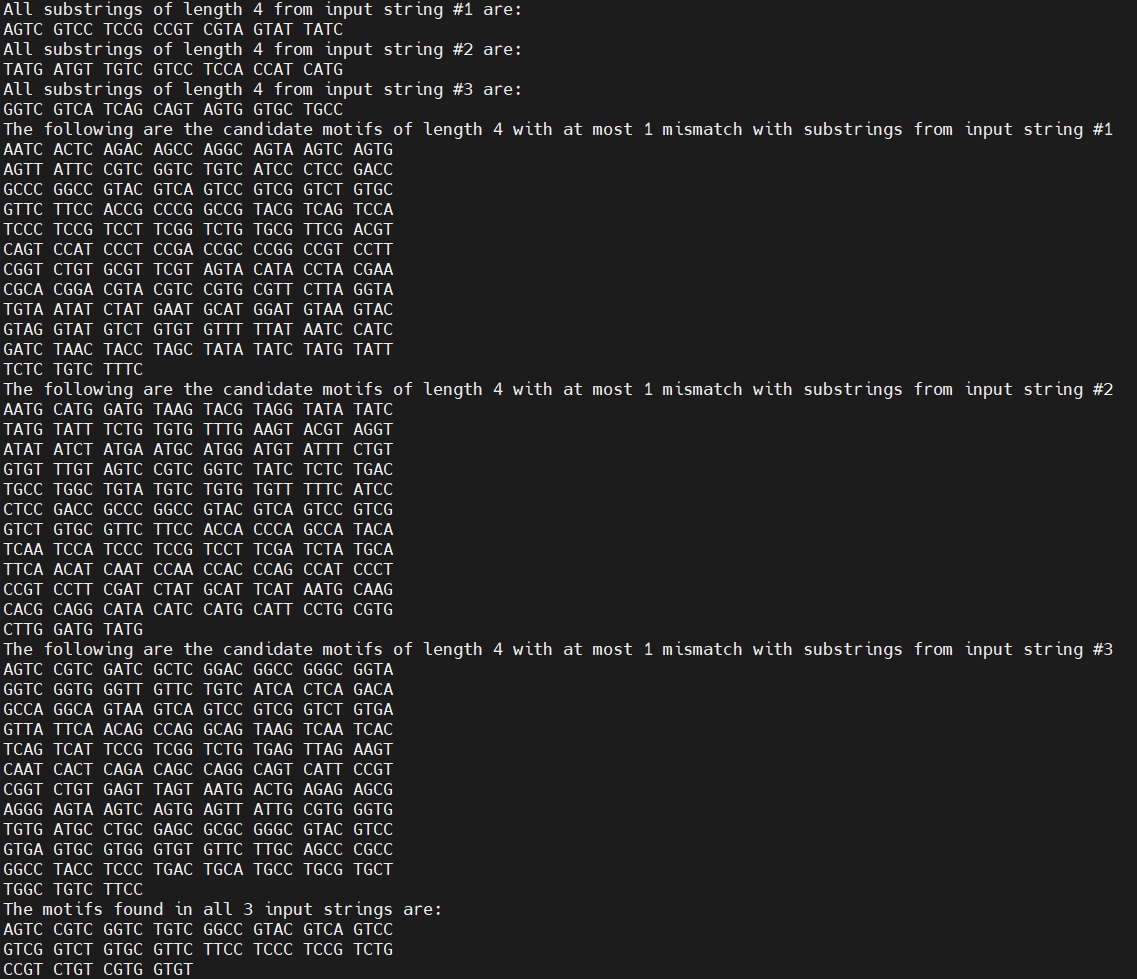 All substrings of length 4 from input string #1 are:
AGTC GTCC TCCG CCGT CGTA GTAT TATC
All substrings of length 4 from input string #2 are:
TATG ATGT TGTC GTCC TCCA CCAT CATG
All substrings of length 4 from input string #3 are:
GGTC GTCA TCAG CAGT AGTG GTGC TGCC
The following are the candidate motifs of length 4 with at most 1 mismatch with substrings from input string #1
AATC ACTC AGAC AGCC AGGC AGTA AGTC AGTG
AGTT ATTC CGTC GGTC TGTC ATCC CTCC GACC
GCCC GGCC GTAC GTCA GTCC GTCG GTCT GTGC
GTTC TTCC ACCG CCCG GCCG TACG TCAG TCCA
TCCC TCCG TCCT TCGG TCTG TGCG TTCG ACGT
CAGT CCAT CCCT CCGA CCGC CCGG CCGT CCTT
CGGT CTGT GCGT TCGT AGTA CATA CCTA CGAA
CGCA CGGA CGTA CGTC CGTG CGTT CTTA GGTA
TGTA ATAT CTAT GAAT GCAT GGAT GTAA GTAC
GTAG GTAT GTCT GTGT GTTT TTAT AATC CATC
GATC TAAC TACC TAGC TATA TATC TATG TATT
TCTC TGTC TTTC
The following are the candidate motifs of length 4 with at most 1 mismatch with substrings from input string #2
AATG CATG GATG TAAG TACG TAGG TATA TATC
TATG TATT TCTG TGTG TTTG AAGT ACGT AGGT
ATAT ATCT ATGA ATGC ATGG ATGT ATTT CTGT
GTGT TTGT AGTC CGTC GGTC TATC TCTC TGAC
TGCC TGGC TGTA TGTC TGTG TGTT TTTC ATCC
CTCC GACC GCCC GGCC GTAC GTCA GTCC GTCG
GTCT GTGC GTTC TTCC ACCA CCCA GCCA TACA
TCAA TCCA TCCC TCCG TCCT TCGA TCTA TGCA
TTCA ACAT CAAT CCAA CCAC CCAG CCAT CCCT
CCGT CCTT CGAT CTAT GCAT TCAT AATG CAAG
CACG CAGG CATA CATC CATG CATT CCTG CGTG
CTTG GATG TATG
The following are the candidate motifs of length 4 with at most 1 mismatch with substrings from input string #3
AGTC CGTC GATC GCTC GGAC GGCC GGGC GGTA
GGTC GGTG GGTT GTTC TGTC ATCA CTCA GACA
GCCA GGCA GTAA GTCA GTCC GTCG GTCT GTGA
GTTA TTCA ACAG CCAG GCAG TAAG TCAA TCAC
TCAG TCAT TCCG TCGG TCTG TGAG TTAG AAGT
CAAT CACT CAGA CAGC CAGG CAGT CATT CCGT
CGGT CTGT GAGT TAGT AATG ACTG AGAG AGCG
AGGG AGTA AGTC AGTG AGTT ATTG CGTG GGTG
TGTG ATGC CTGC GAGC GCGC GGGC GTAC GTCC
GTGA GTGC GTGG GTGT GTTC TTGC AGCC CGCC
GGCC TACC TCCC TGAC TGCA TGCC TGCG TGCT
TGGC TGTC TTCC
The motifs found in all 3 input strings are:
AGTC CGTC GGTC TGTC GGCC GTAC GTCA GTCC
GTCG GTCT GTGC GTTC TTCC TCCC TCCG TCTG
CCGT CTGT CGTG GTGT